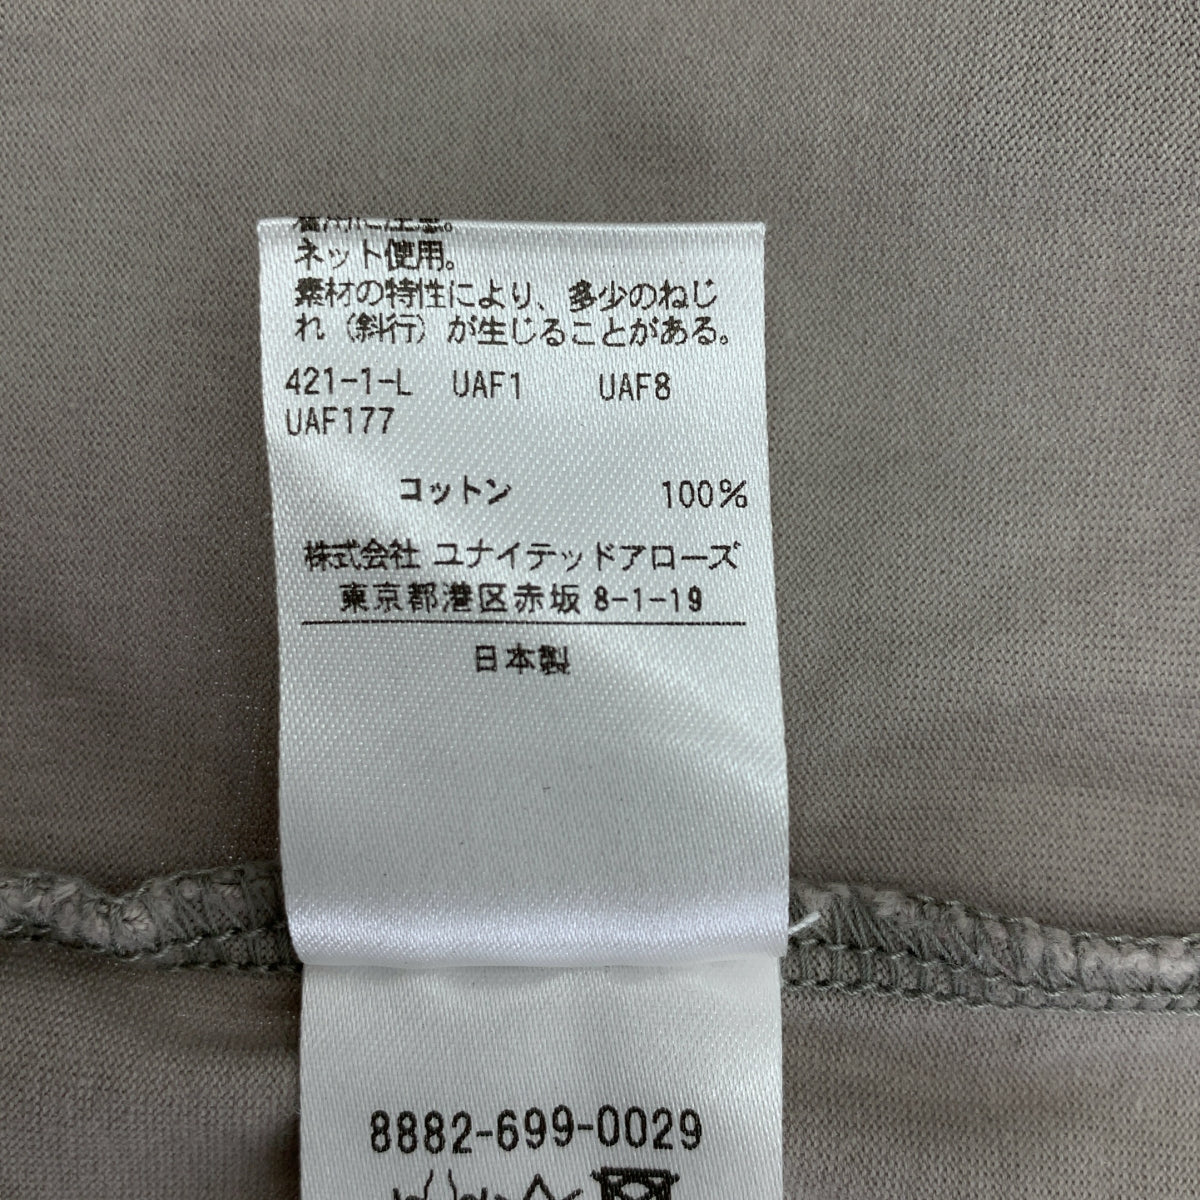 ネット使用。
素材の特性により、多少のねじ
れ（斜行）が生じることがある。
421-1-L UAF1 UAF8
UAF177
コットン 100%
株式会社 ユナイテッドアローズ
東京都港区赤坂 8-1-19
日本製
8882-699-0029